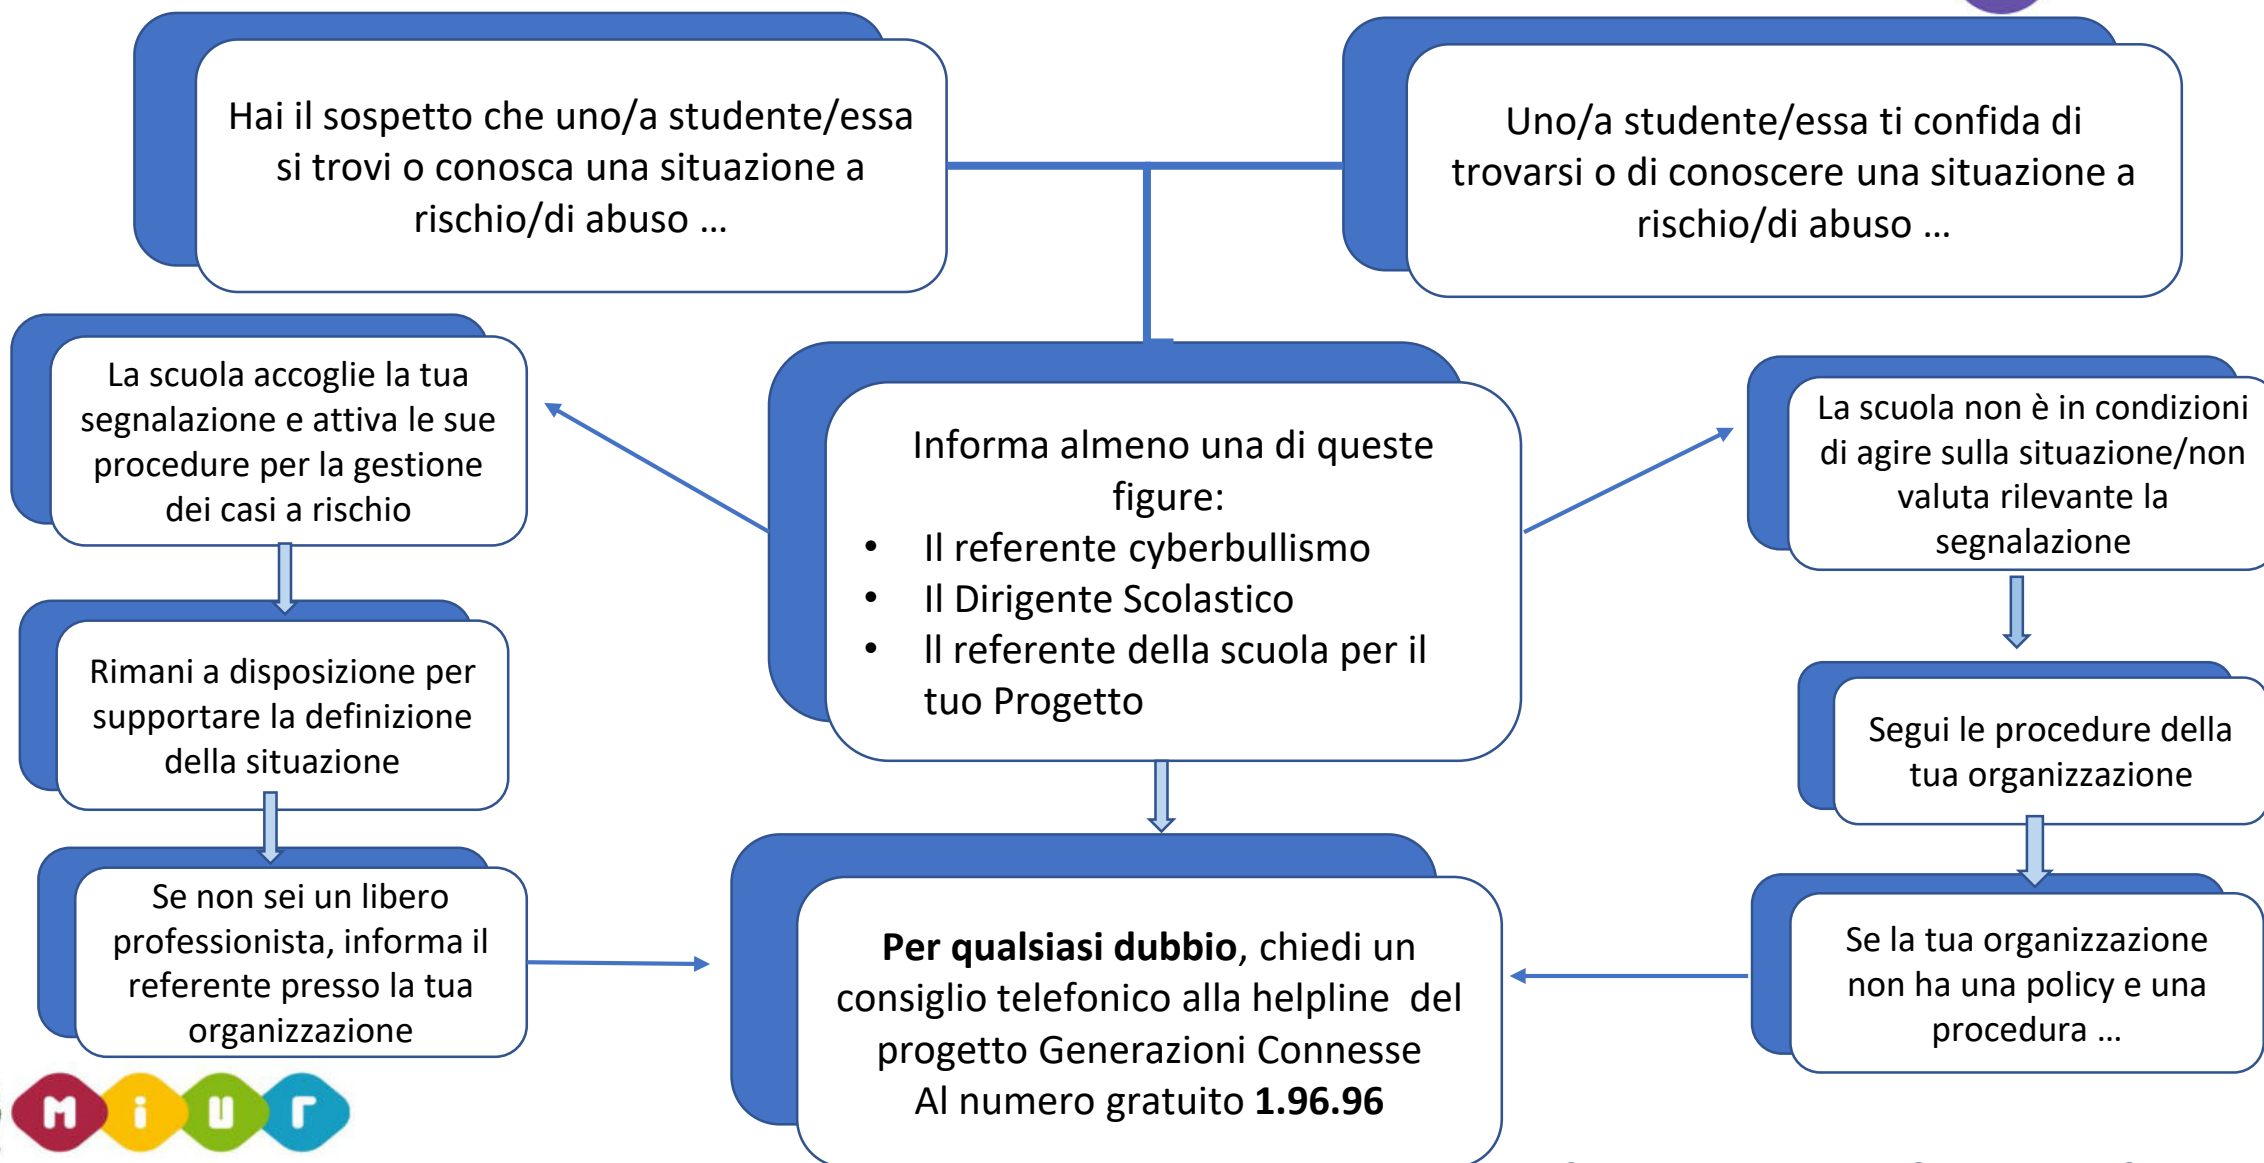 Hai il sospetto che uno/a studente/essa
si trovi o conosca una situazione a
rischio/di abuso …
Uno/a studente/essa ti confida di
trovarsi o di conoscere una situazione a
rischio/di abuso …
La scuola accoglie la tua
segnalazione e attiva le sue
procedure per la gestione
dei casi a rischio
Informa almeno una di queste
figure:
• Il referente cyberbullismo
• Il Dirigente Scolastico
• Il referente della scuola per il
tuo Progetto
La scuola non è in condizioni
di agire sulla situazione/non
valuta rilevante la
segnalazione
Rimani a disposizione per
supportare la definizione
della situazione
Segui le procedure della
tua organizzazione
Se non sei un libero
professionista, informa il
referente presso la tua
organizzazione
Per qualsiasi dubbio, chiedi un
consiglio telefonico alla helpline del
progetto Generazioni Connesse
Al numero gratuito 1.96.96
Se la tua organizzazione
non ha una policy e una
procedura …
MiUr